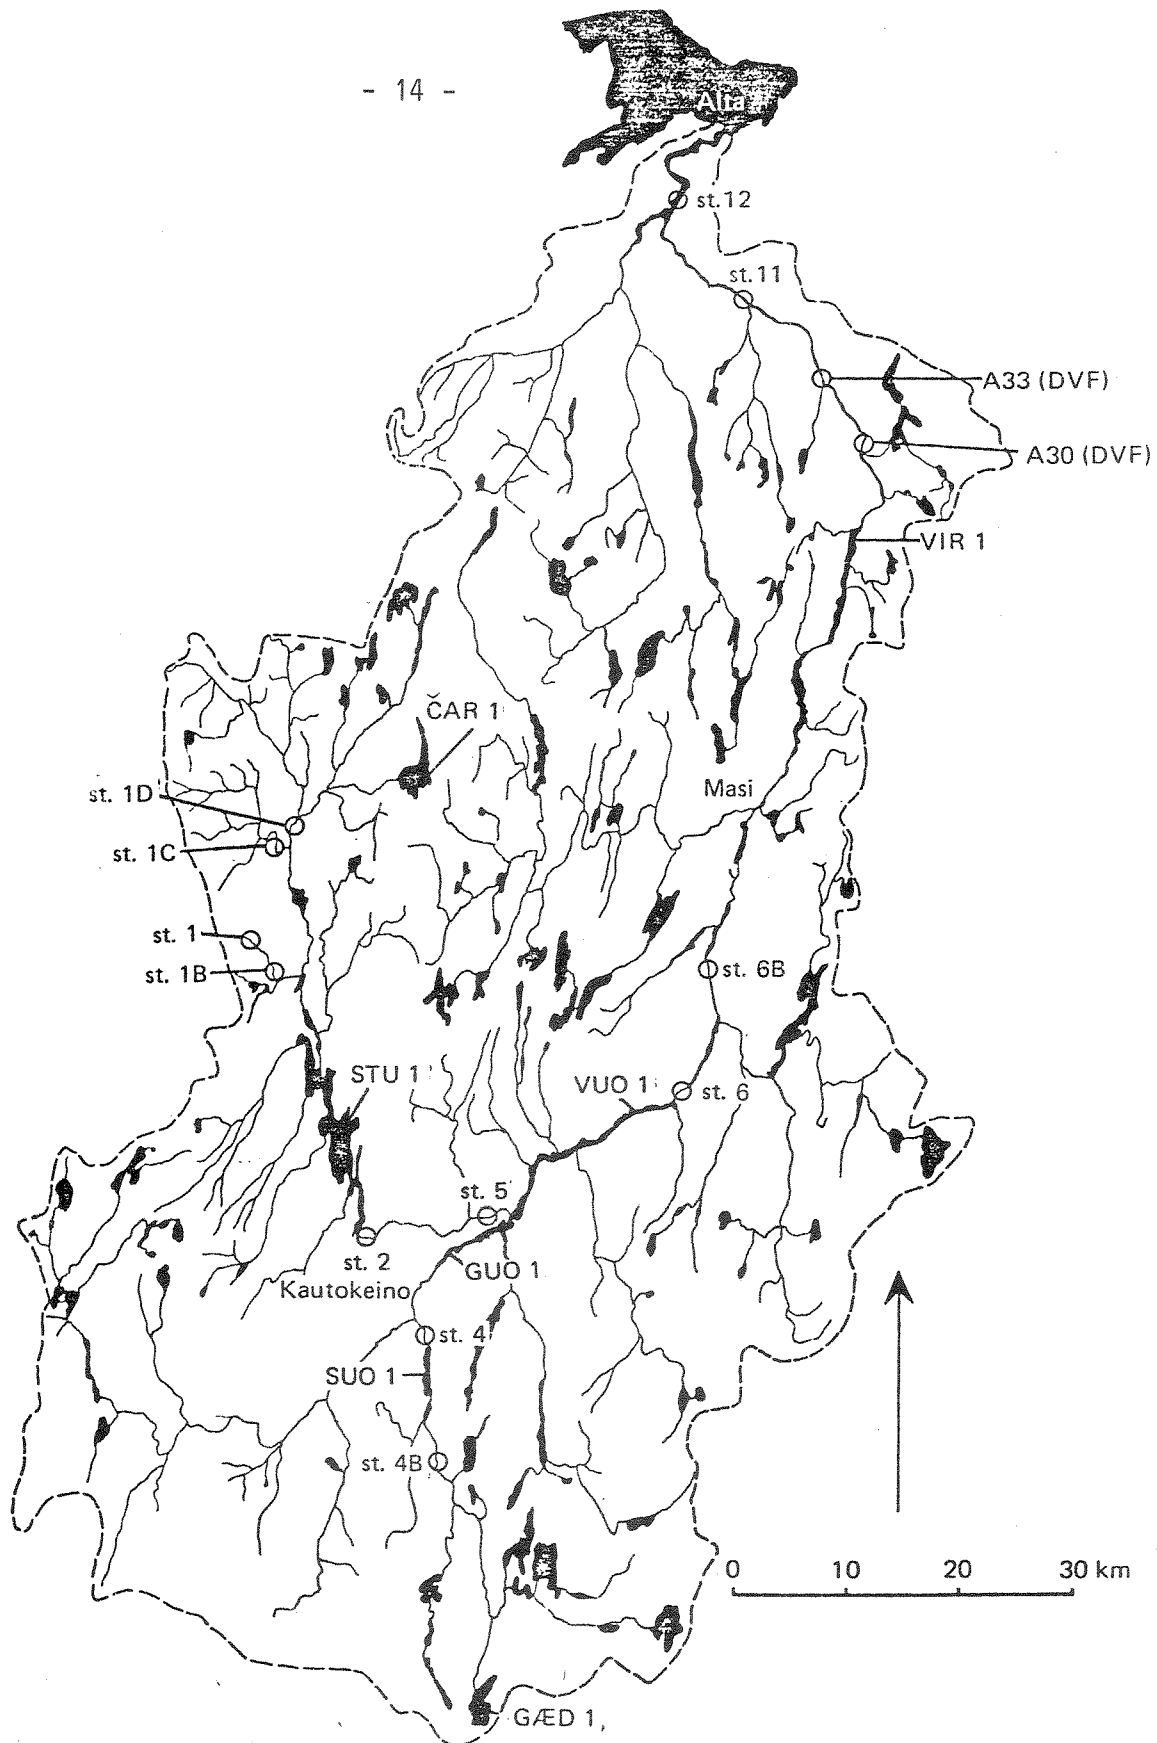 - 14 -
Alta
st.12
st.11
A33 (DVF)
A30 (DVF)
VIR 1
ČAR 1
Masi
st. 1D
st. 1C
st. 1
st. 1B
st. 6B
STU 1
VUO 1
st. 6
st. 5
st. 2
GUO 1
Kautokeino
st. 4
SUO 1
st. 4B
0 10 20 30 km
GÆD 1